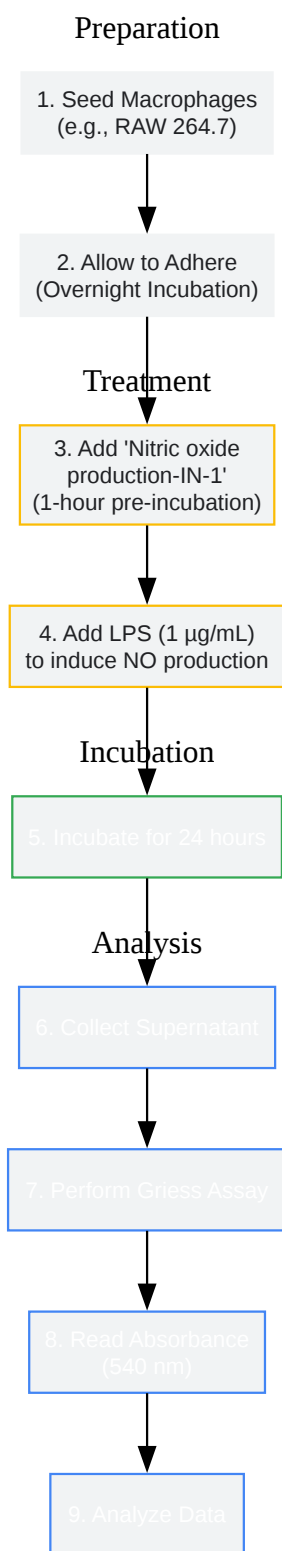 Preparation
1. Seed Macrophages
(e.g., RAW 264.7)
2. Allow to Adhere
(Overnight Incubation)
Treatment
3. Add 'Nitric oxide
production-IN-1'
(1-hour pre-incubation)
4. Add LPS (1 µg/mL)
to induce NO production
Incubation
5. Incubate for 24 hours
Analysis
6. Collect Supernatant
7. Perform Griess Assay
8. Read Absorbance
(540 nm)
9. Analyze Data